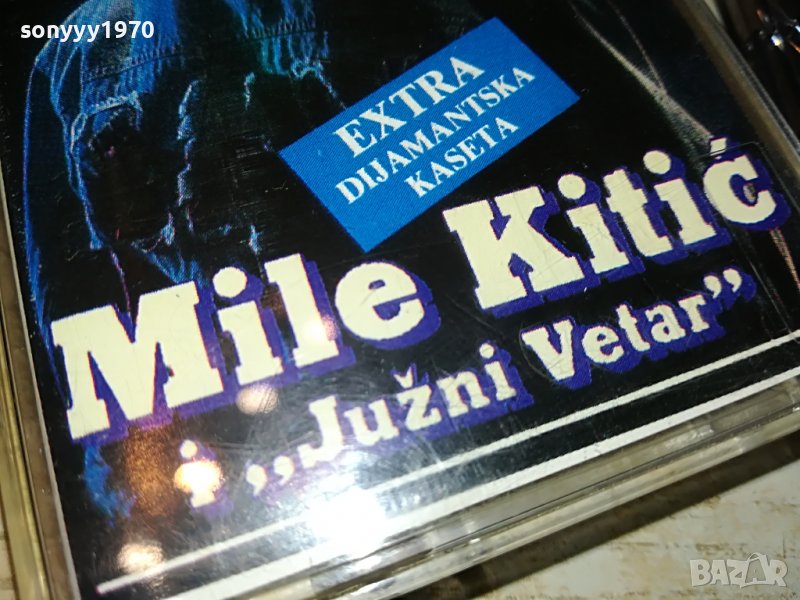 sonyyy1970
EXTRA
DIJAMANTSKA
KASETA
Mile Kitić
i „Južni Vetar”
BAZAR